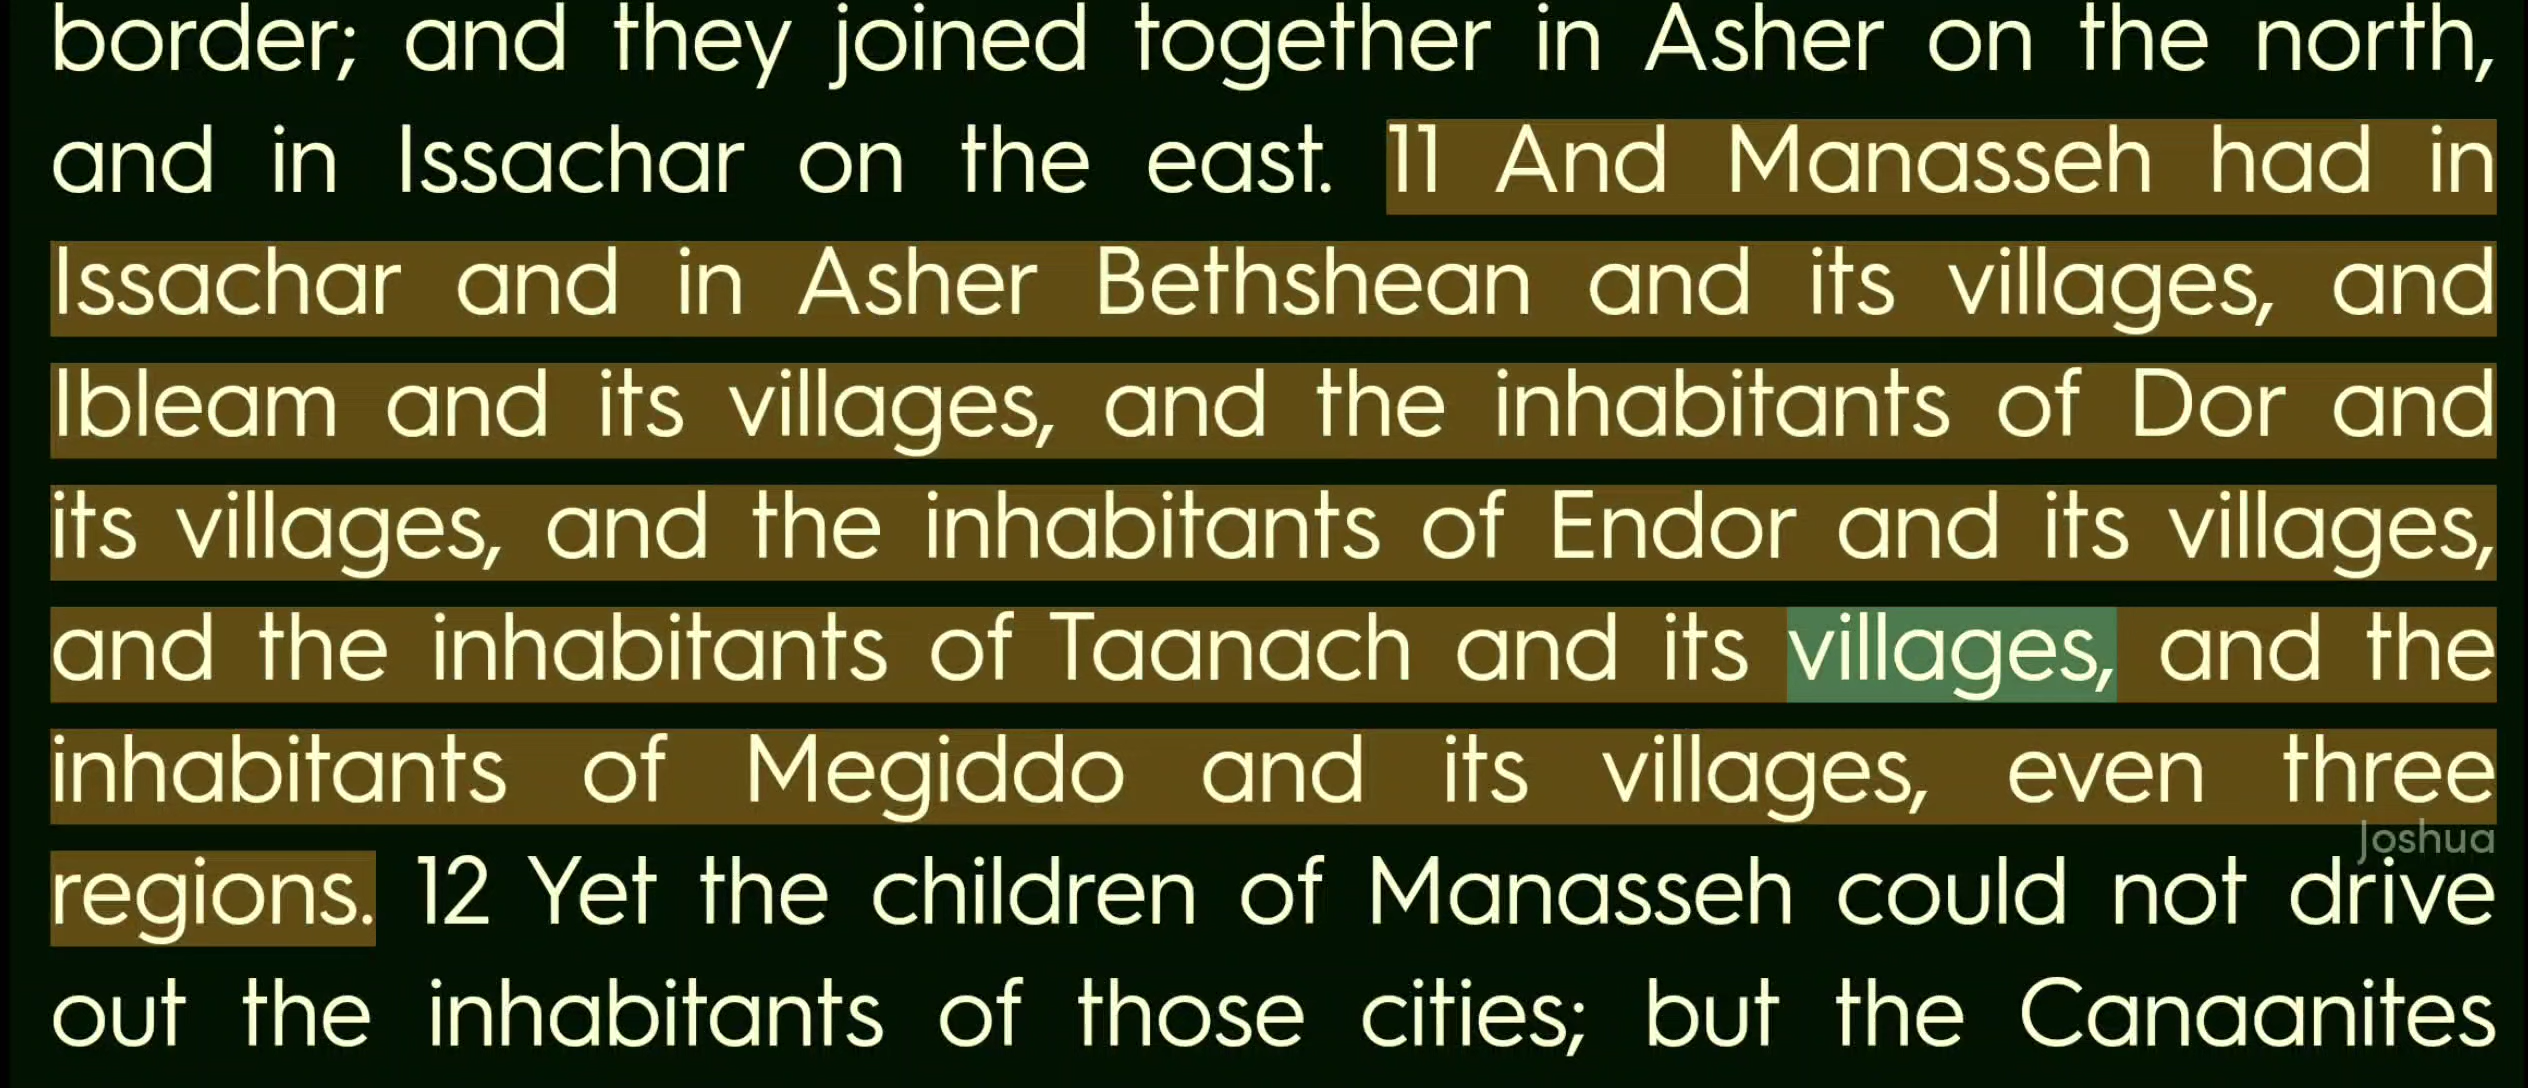 border; and they joined together in Asher on the north,
and in Issachar on the east. 11 And Manasseh had in
Issachar and in Asher Bethshean and its villages, and
Ibleam and its villages, and the inhabitants of Dor and
its villages, and the inhabitants of Endor and its villages,
and the inhabitants of Taanach and its villages, and the
inhabitants of Megiddo and its villages, even three
Joshua
regions. 12 Yet the children of Manasseh could not drive
out the inhabitants of those cities; but the Canaanites